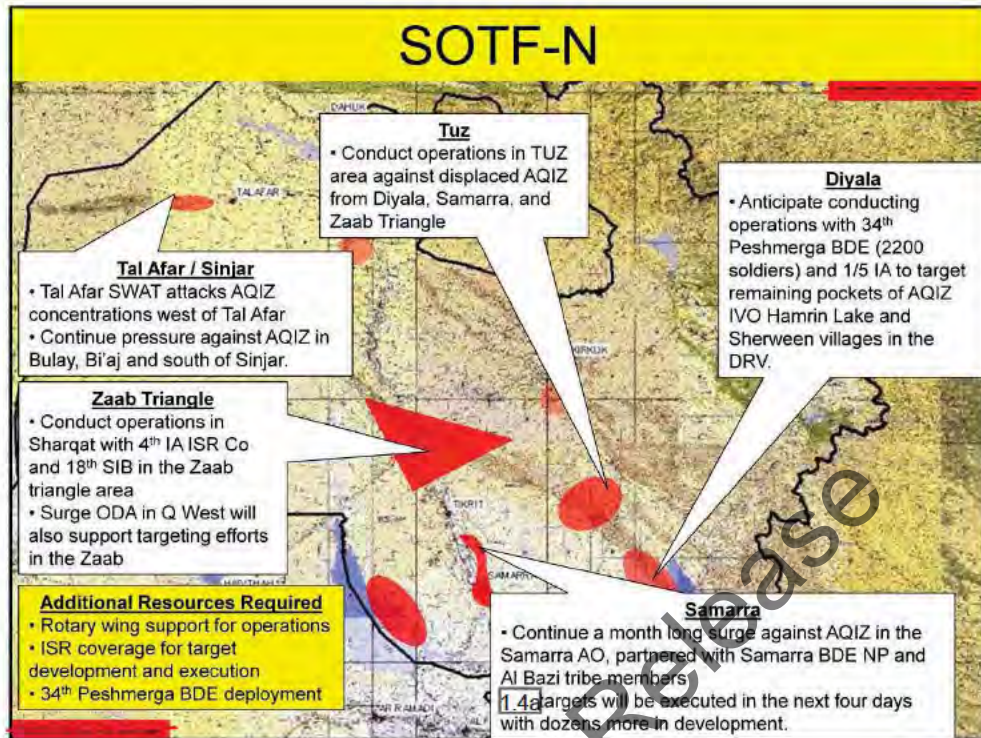 SOTF-N
DAHUK
Tuz
• Conduct operations in TUZ
area against displaced AQIZ
from Diyala, Samarra, and
Zaab Triangle
Diyala
• Anticipate conducting
operations with 34th
Peshmerga BDE (2200
soldiers) and 1/5 IA to target
remaining pockets of AQIZ
IVO Hamrin Lake and
Sherween villages in the
DRV.
TALAFAR
Tal Afar / Sinjar
• Tal Afar SWAT attacks AQIZ
concentrations west of Tal Afar
• Continue pressure against AQIZ in
Bulay, Bi'aj and south of Sinjar.
KIRKUK
Zaab Triangle
• Conduct operations in
Sharqat with 4th IA ISR Co
and 18th SIB in the Zaab
triangle area
• Surge ODA in Q West will
also support targeting efforts
in the Zaab
TIKRIT
Additional Resources Required
• Rotary wing support for operations
• ISR coverage for target
development and execution
• 34th Peshmerga BDE deployment
Samarra
• Continue a month long surge against AQIZ in the
Samarra AO, partnered with Samarra BDE NP and
Al Bazi tribe members
1.4a targets will be executed in the next four days
with dozens more in development.
AR RAMADI
AL
Release